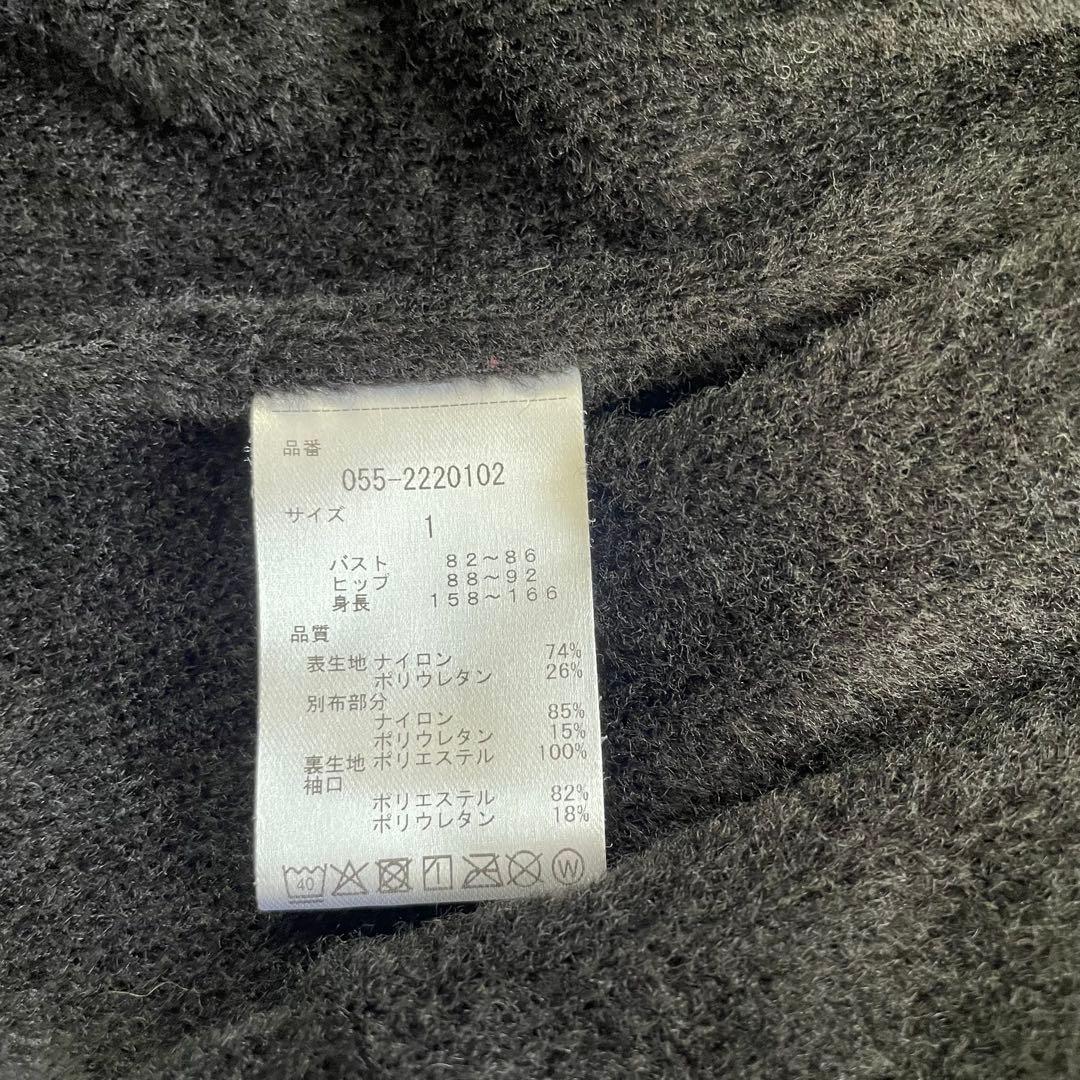 品番
055-2220102
サイズ
1
バスト 82～86
ヒップ 88～92
身長 158～166
品質
表生地 ナイロン 74%
ポリウレタン 26%
別布部分
ナイロン 85%
ポリウレタン 15%
裏生地 ポリエステル 100%
袖口
ポリエステル 82%
ポリウレタン 18%
40 W